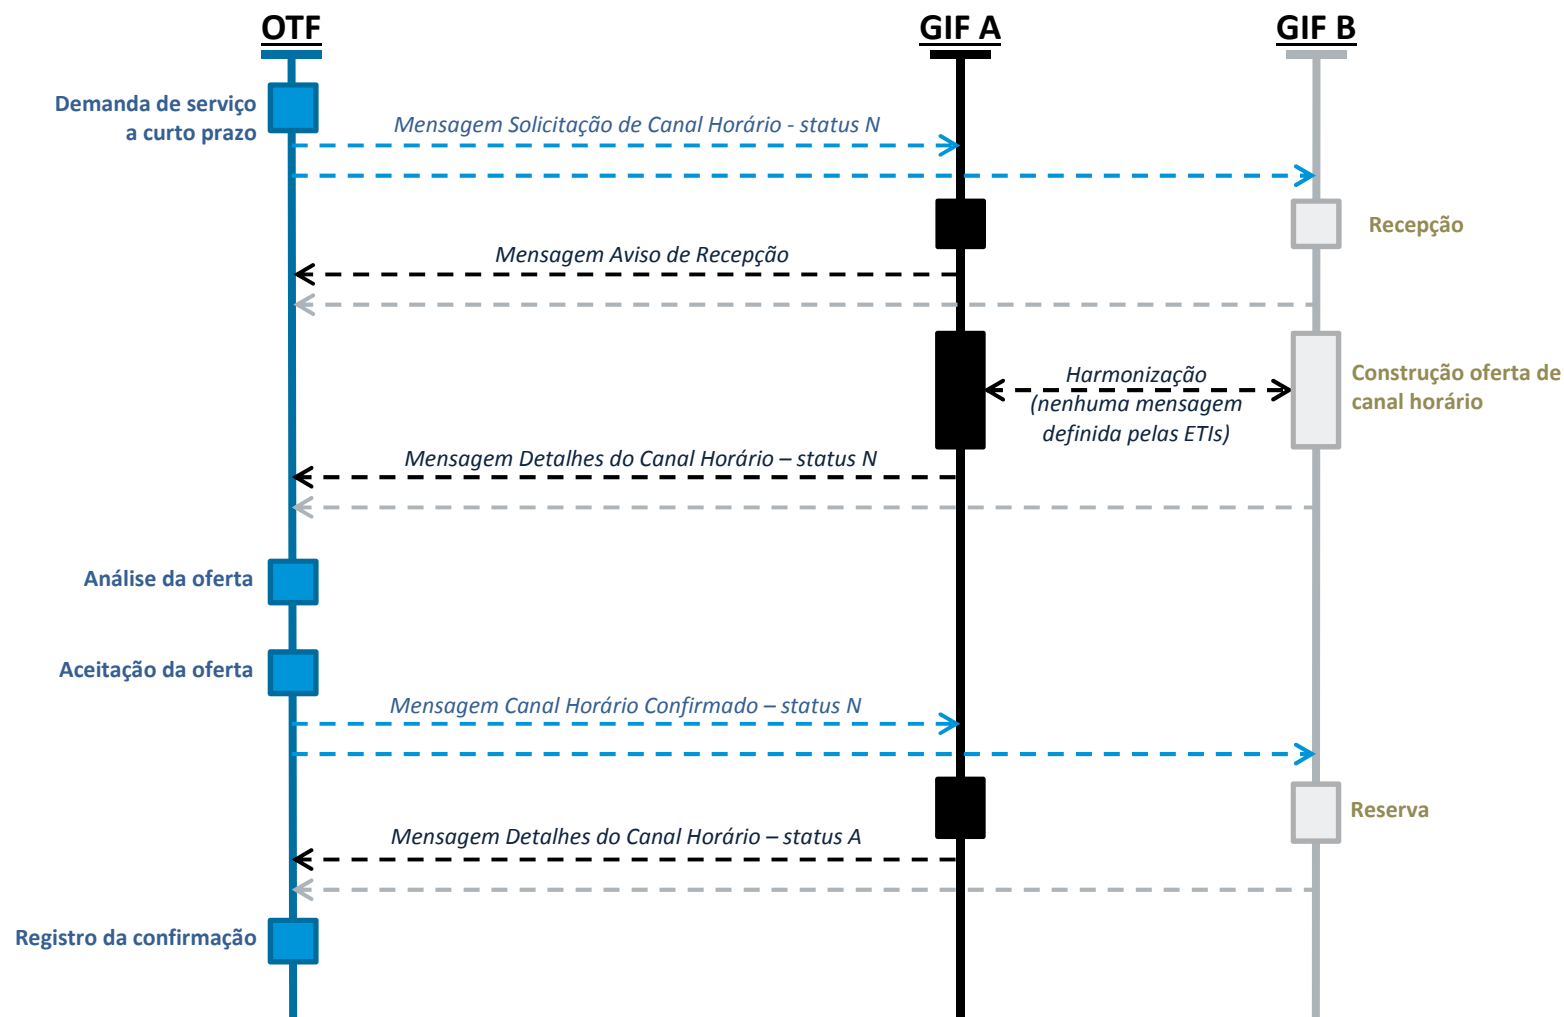 OTF
GIF A
GIF B
Demanda de serviço
a curto prazo
Mensagem Solicitação de Canal Horário - status N
Recepção
Mensagem Aviso de Recepção
Harmonização
(nenhuma mensagem
definida pelas ETIs)
Construção oferta de
canal horário
Mensagem Detalhes do Canal Horário – status N
Análise da oferta
Aceitação da oferta
Mensagem Canal Horário Confirmado – status N
Reserva
Mensagem Detalhes do Canal Horário – status A
Registro da confirmação